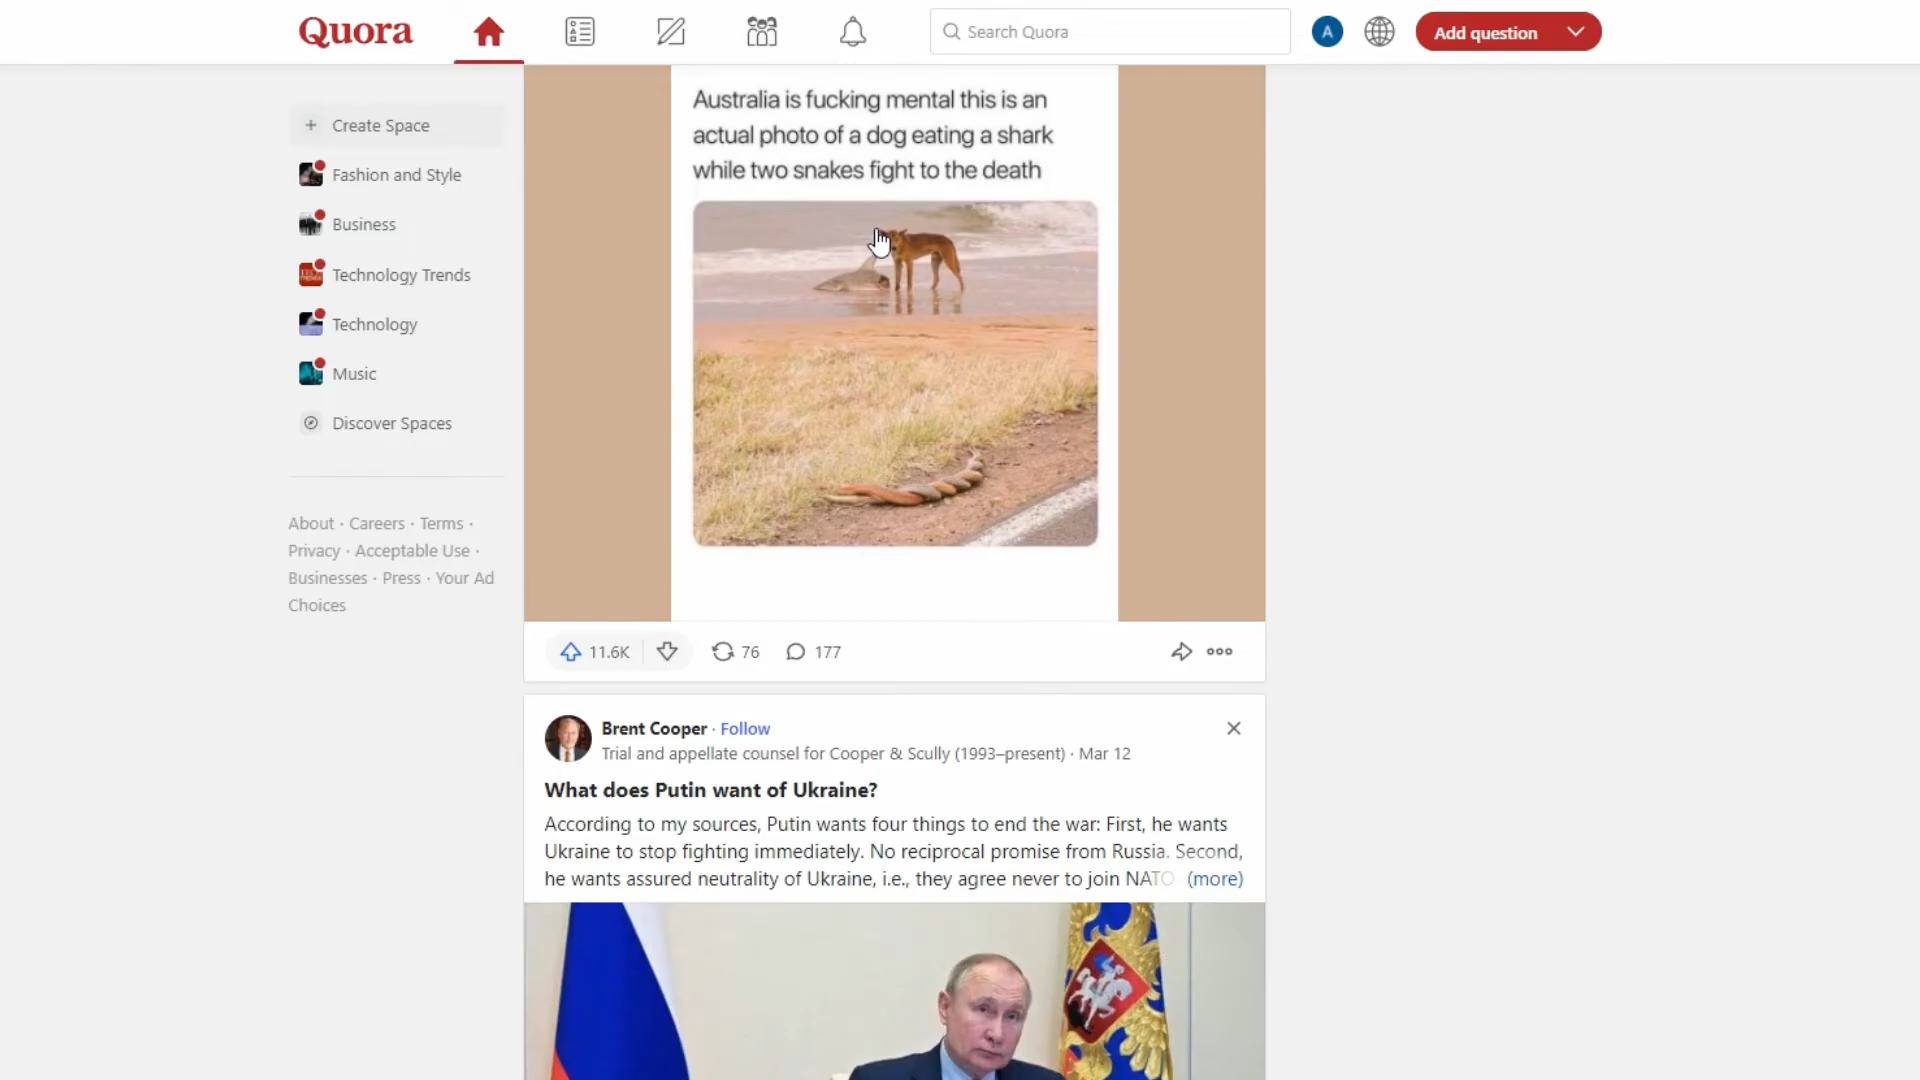 Quora
Search Quora
A
Add question
Create Space
Fashion and Style
Business
Technology Trends
Technology
Music
Discover Spaces
About · Careers · Terms ·
Privacy · Acceptable Use ·
Businesses · Press · Your Ad
Choices
Australia is fucking mental this is an
actual photo of a dog eating a shark
while two snakes fight to the death
11.6K
76
177
Brent Cooper · Follow
Trial and appellate counsel for Cooper & Scully (1993–present) · Mar 12
What does Putin want of Ukraine?
According to my sources, Putin wants four things to end the war: First, he wants
Ukraine to stop fighting immediately. No reciprocal promise from Russia. Second,
he wants assured neutrality of Ukraine, i.e., they agree never to join NATO (more)